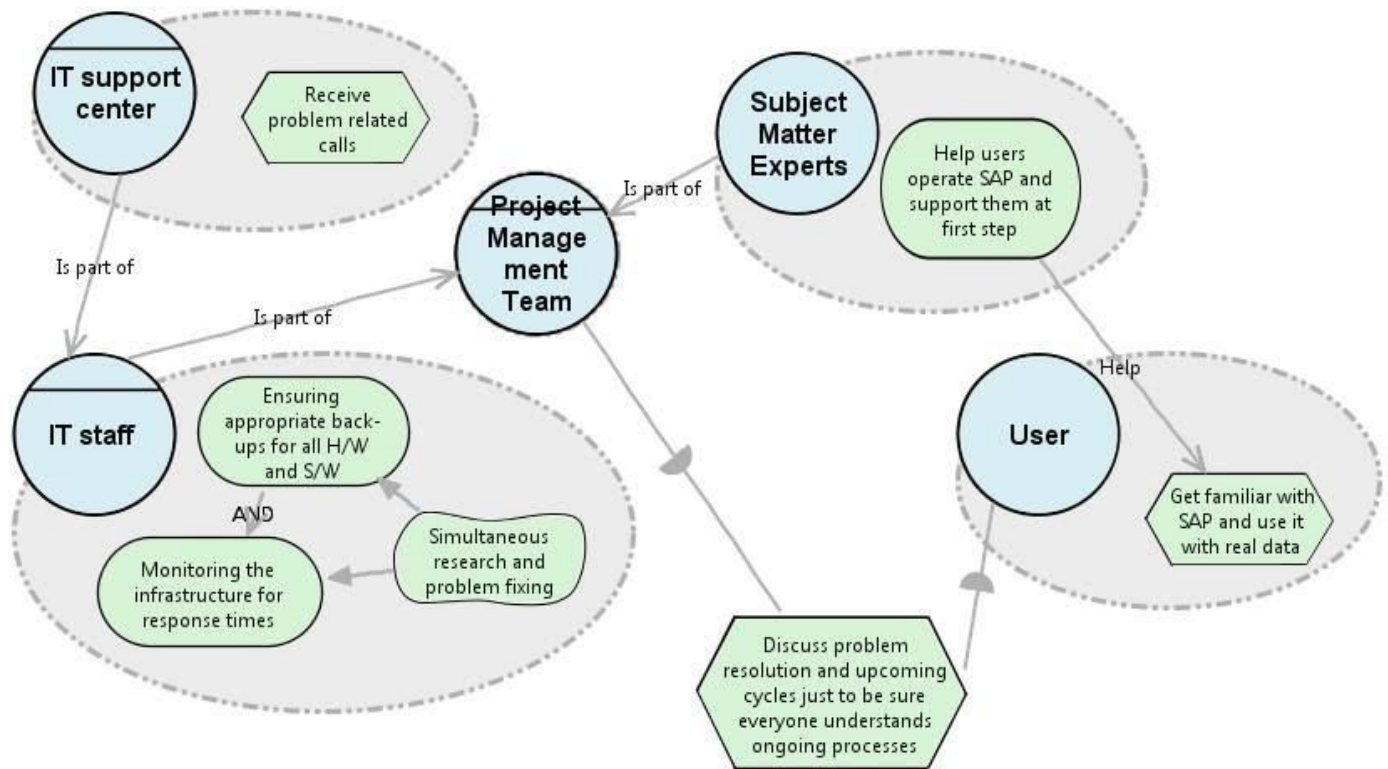 IT support
center
Receive
problem related
calls
Subject
Matter
Experts
Help users
operate SAP and
support them at
first step
Is part of
Project
Manage
ment
Team
Is part of
Is part of
Help
IT staff
Ensuring
appropriate back-
ups for all H/W
and S/W
AND
Monitoring the
infrastructure for
response times
Simultaneous
research and
problem fixing
User
Get familiar with
SAP and use it
with real data
Discuss problem
resolution and upcoming
cycles just to be sure
everyone understands
ongoing processes